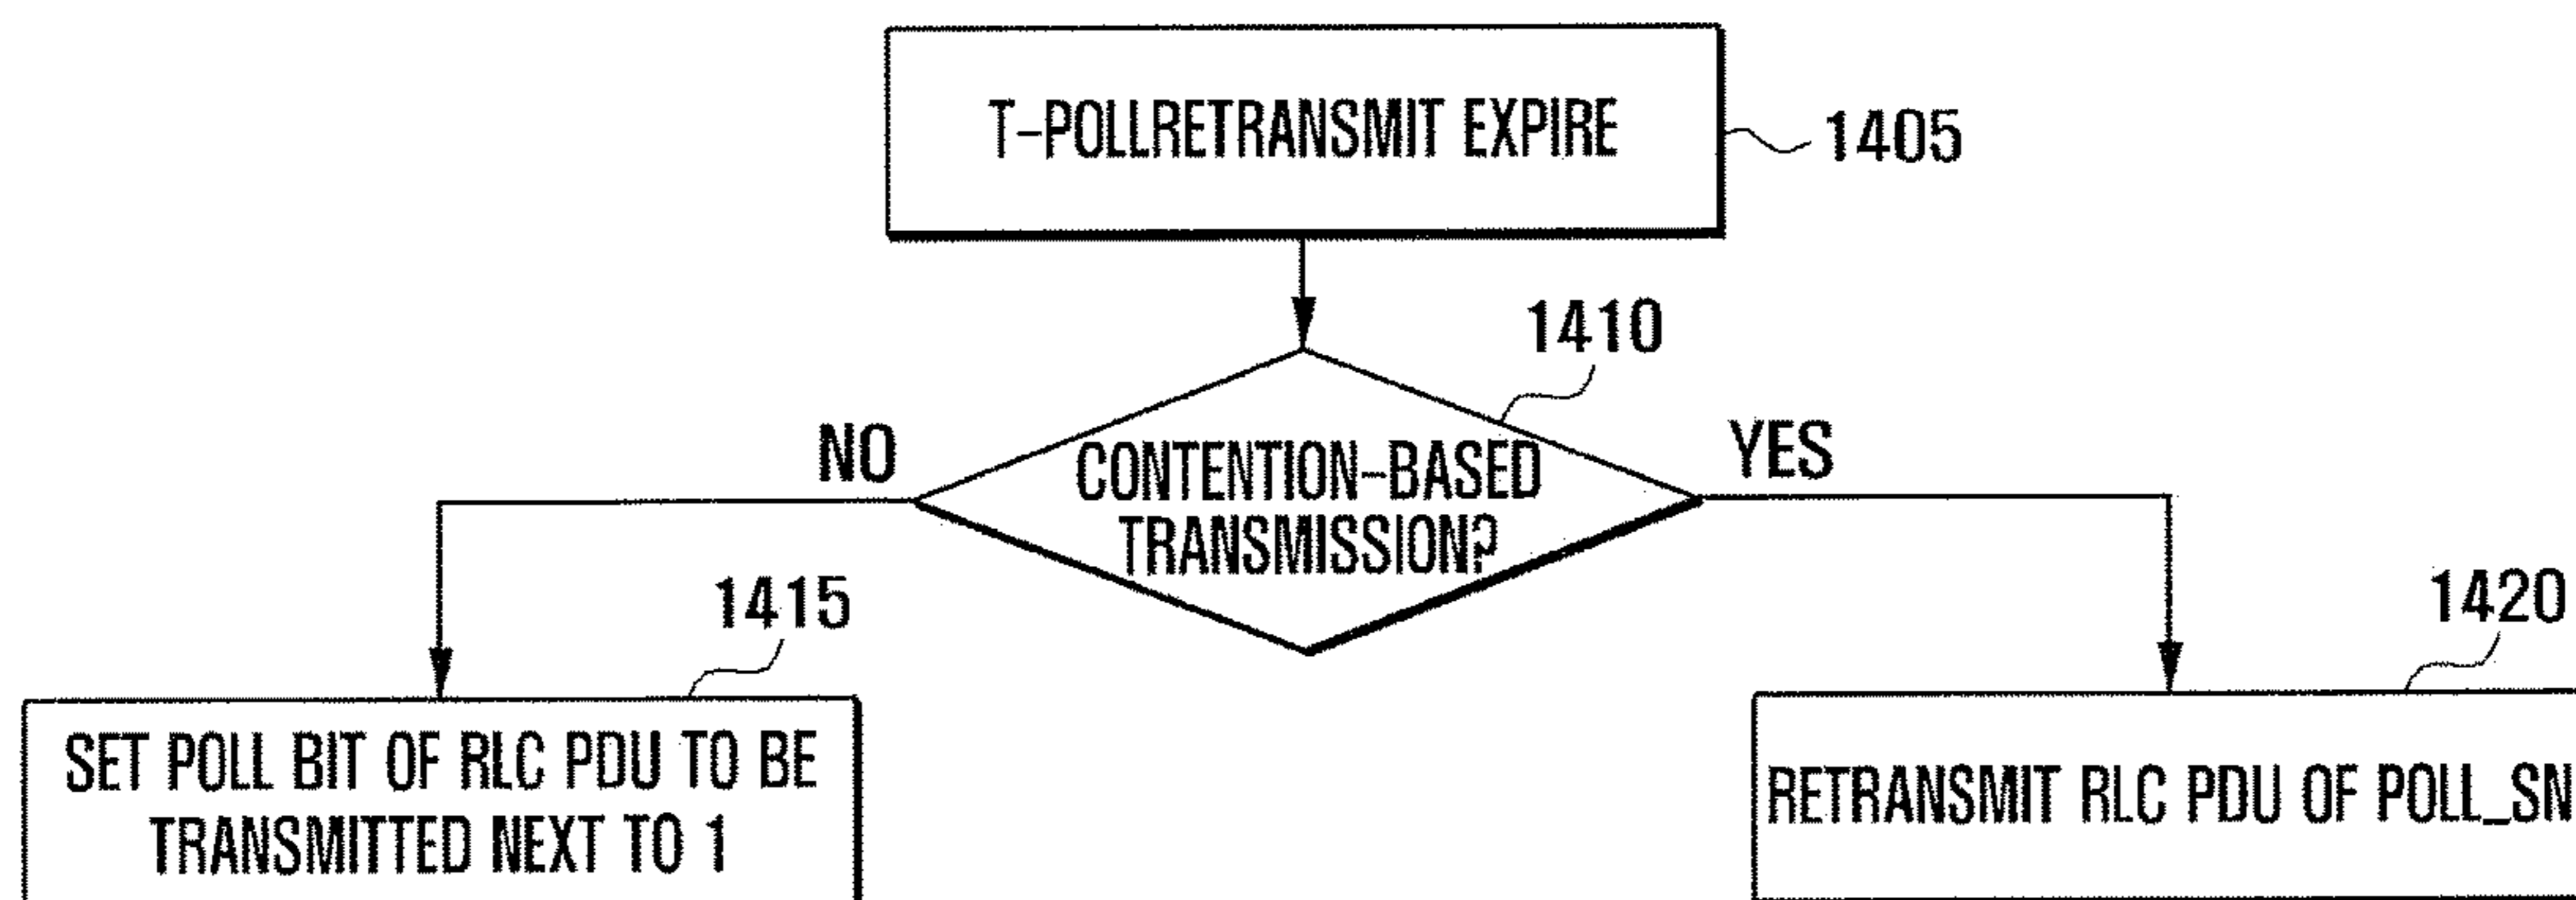 T-POLLRETRANSMIT EXPIRE
1405
1410
NO
CONTENTION-BASED
TRANSMISSION?
YES
1415
1420
SET POLL BIT OF RLC PDU TO BE
TRANSMITTED NEXT TO 1
RETRANSMIT RLC PDU OF POLL_SN